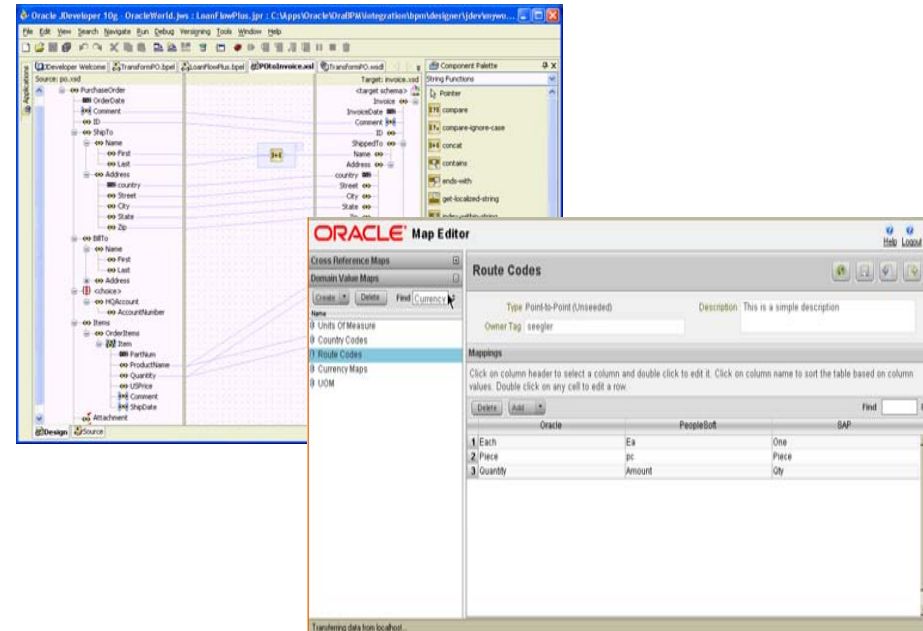 Oracle JDeveloper 10g - OracleWorld.jws : LoanFlowPlus.jpr : C:\Apps\Oracle\OraBPM\integration\bpm\designer\jdev\mywo...
File Edit View Search Navigate Run Debug Versioning Tools Window Help
Applications
JDeveloper Welcome TransformPO.bpel LoanFlowPlus.bpel POtoInvoice.xsl TransformPO.wsdl
Source: po.xsd
PurchaseOrder
OrderDate
Comment
ID
ShipTo
Name
First
Last
Address
country
Street
City
State
Zip
BillTo
Name
First
Last
Address
<choice>
HQAccount
AccountNumber
Items
OrderItems
Item
PartNum
ProductName
Quantity
USPrice
Comment
ShipDate
Attachment
Design Source
Target: invoice.xsd
<target schema>
Invoice
InvoiceDate
Comment
ID
ShippedTo
Name
Address
country
Street
City
State
Component Palette
String Functions
Pointer
compare
compare-ignore-case
concat
contains
ends-with
get-localized-string
ORACLE Map Editor
Help Logout
Cross Reference Maps
Domain Value Maps
Create Delete Find Currency
Name
Units Of Measure
Country Codes
Route Codes
Currency Maps
UOM
Route Codes
Type Point-to-Point (Unseeded) Description This is a simple description
Owner Tag seegler
Mappings
Click on column header to select a column and double click to edit it. Click on column name to sort the table based on column
values. Double click on any cell to edit a row.
Delete Add Find
Oracle PeopleSoft SAP
1 Each Ea One
2 Piece pc Piece
3 Quantity Amount Qty
Transferring data from localhost...